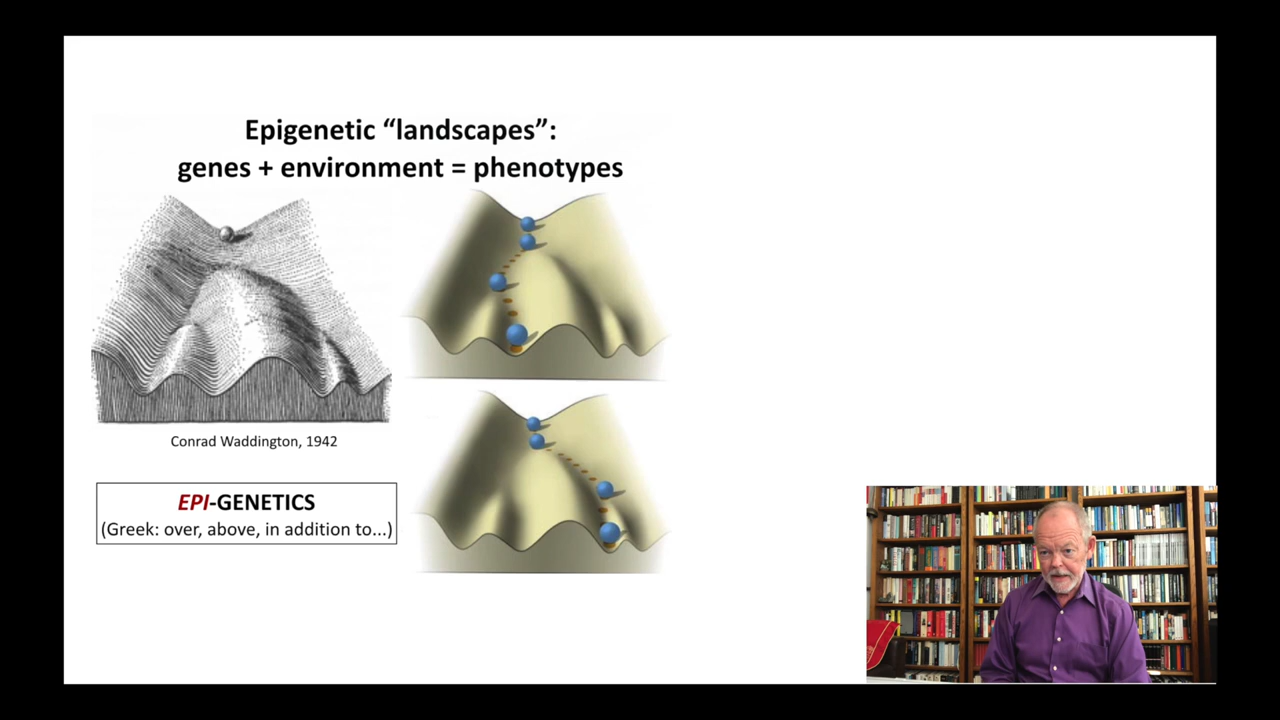 Epigenetic “landscapes”:
genes + environment = phenotypes
Conrad Waddington, 1942
EPI-GENETICS
(Greek: over, above, in addition to...)